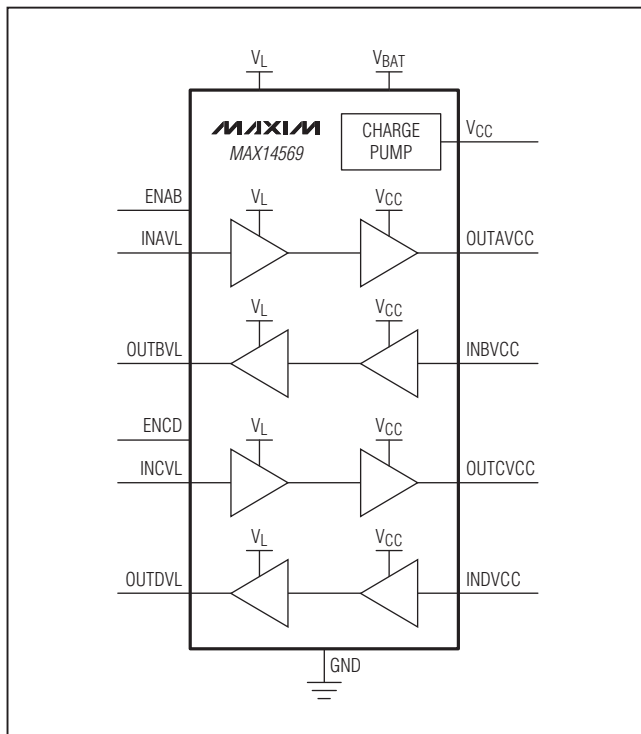 VL VBAT
MAXIM CHARGE
PUMP VCC
MAX14569
ENAB VL VCC
INAVL OUTAVCC
VL VCC
OUTBVL INBVCC
ENCD VL VCC
INCVL OUTCVCC
VL VCC
OUTDVL INDVCC
GND